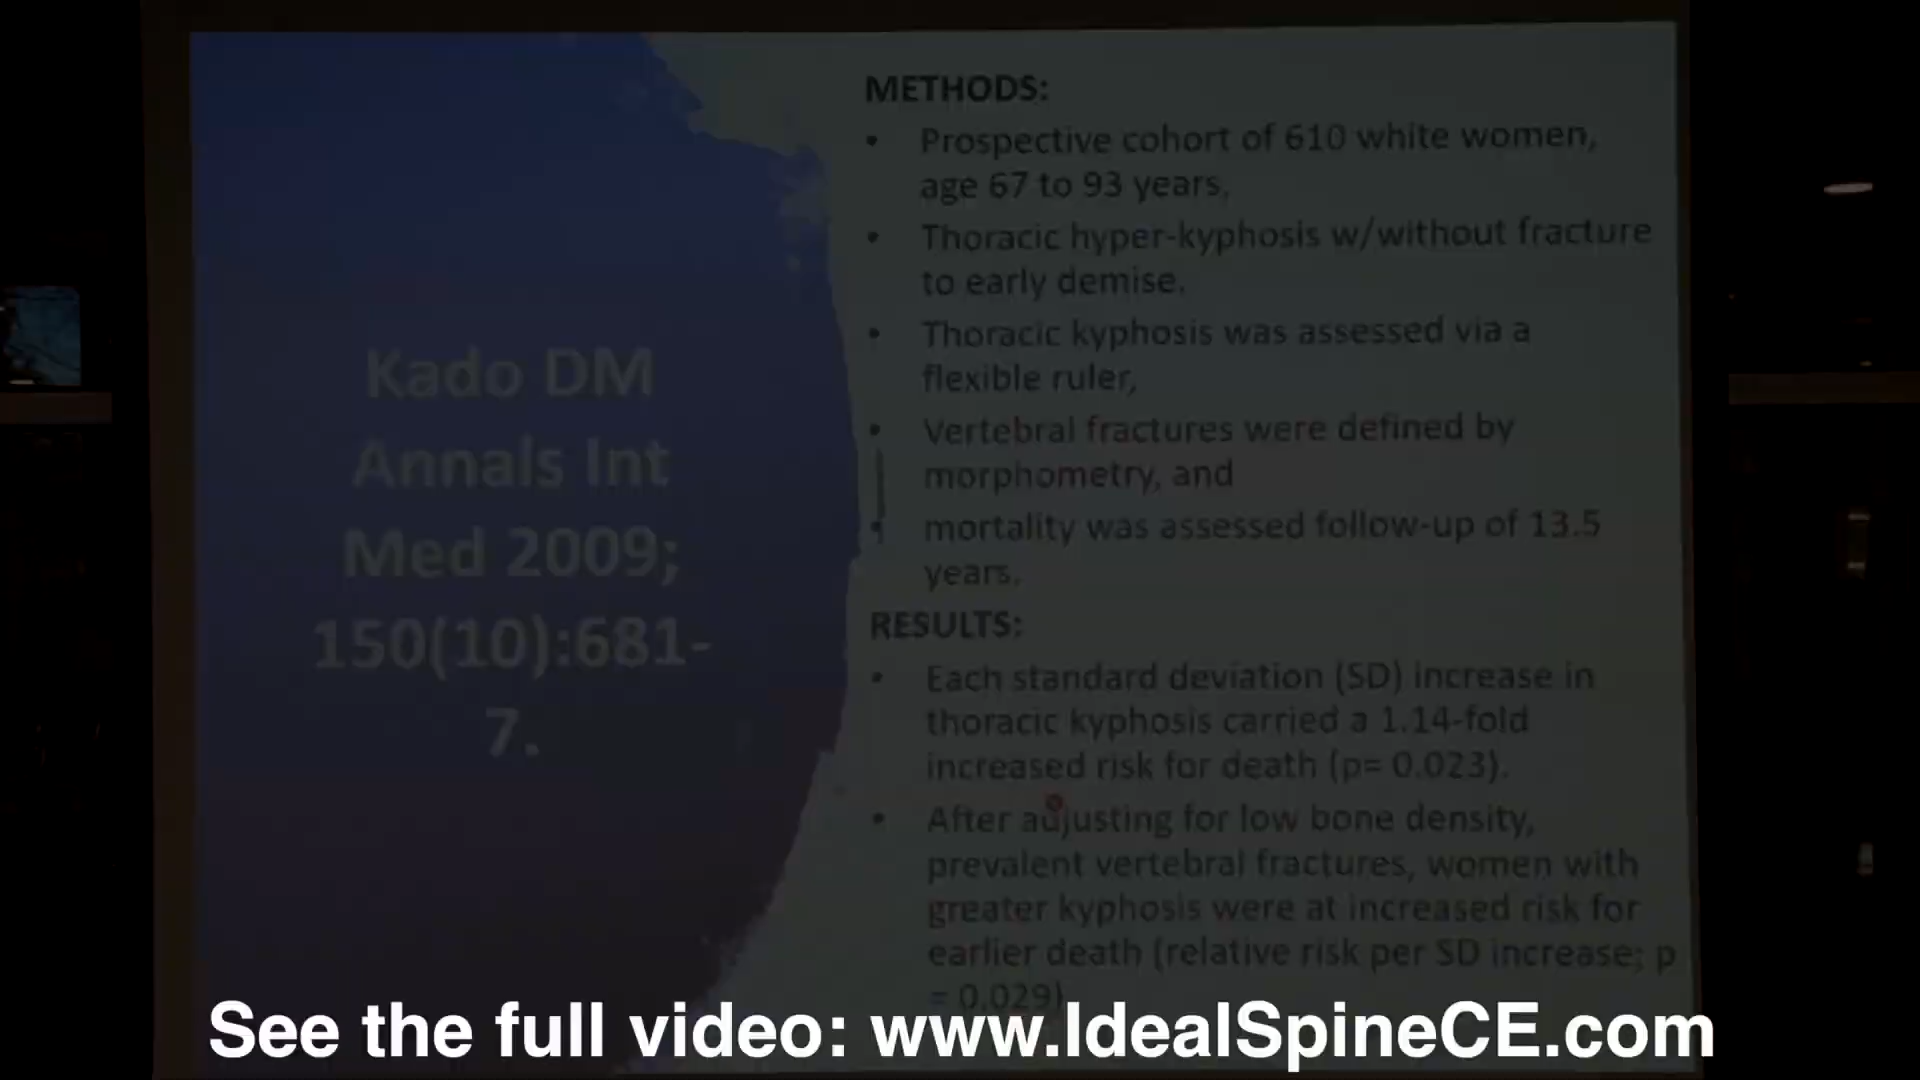 Kado DM
Annals Int
Med 2009;
150(10):681-
7.
METHODS:
• Prospective cohort of 610 white women,
age 67 to 93 years,
• Thoracic hyper-kyphosis w/without fracture
to early demise.
• Thoracic kyphosis was assessed via a
flexible ruler,
• Vertebral fractures were defined by
morphometry, and
• mortality was assessed follow-up of 13.5
years.
RESULTS:
• Each standard deviation (SD) increase in
thoracic kyphosis carried a 1.14-fold
increased risk for death (p= 0.023).
• After adjusting for low bone density,
prevalent vertebral fractures, women with
greater kyphosis were at increased risk for
earlier death (relative risk per SD increase; p
= 0.029)
See the full video: www.IdealSpineCE.com